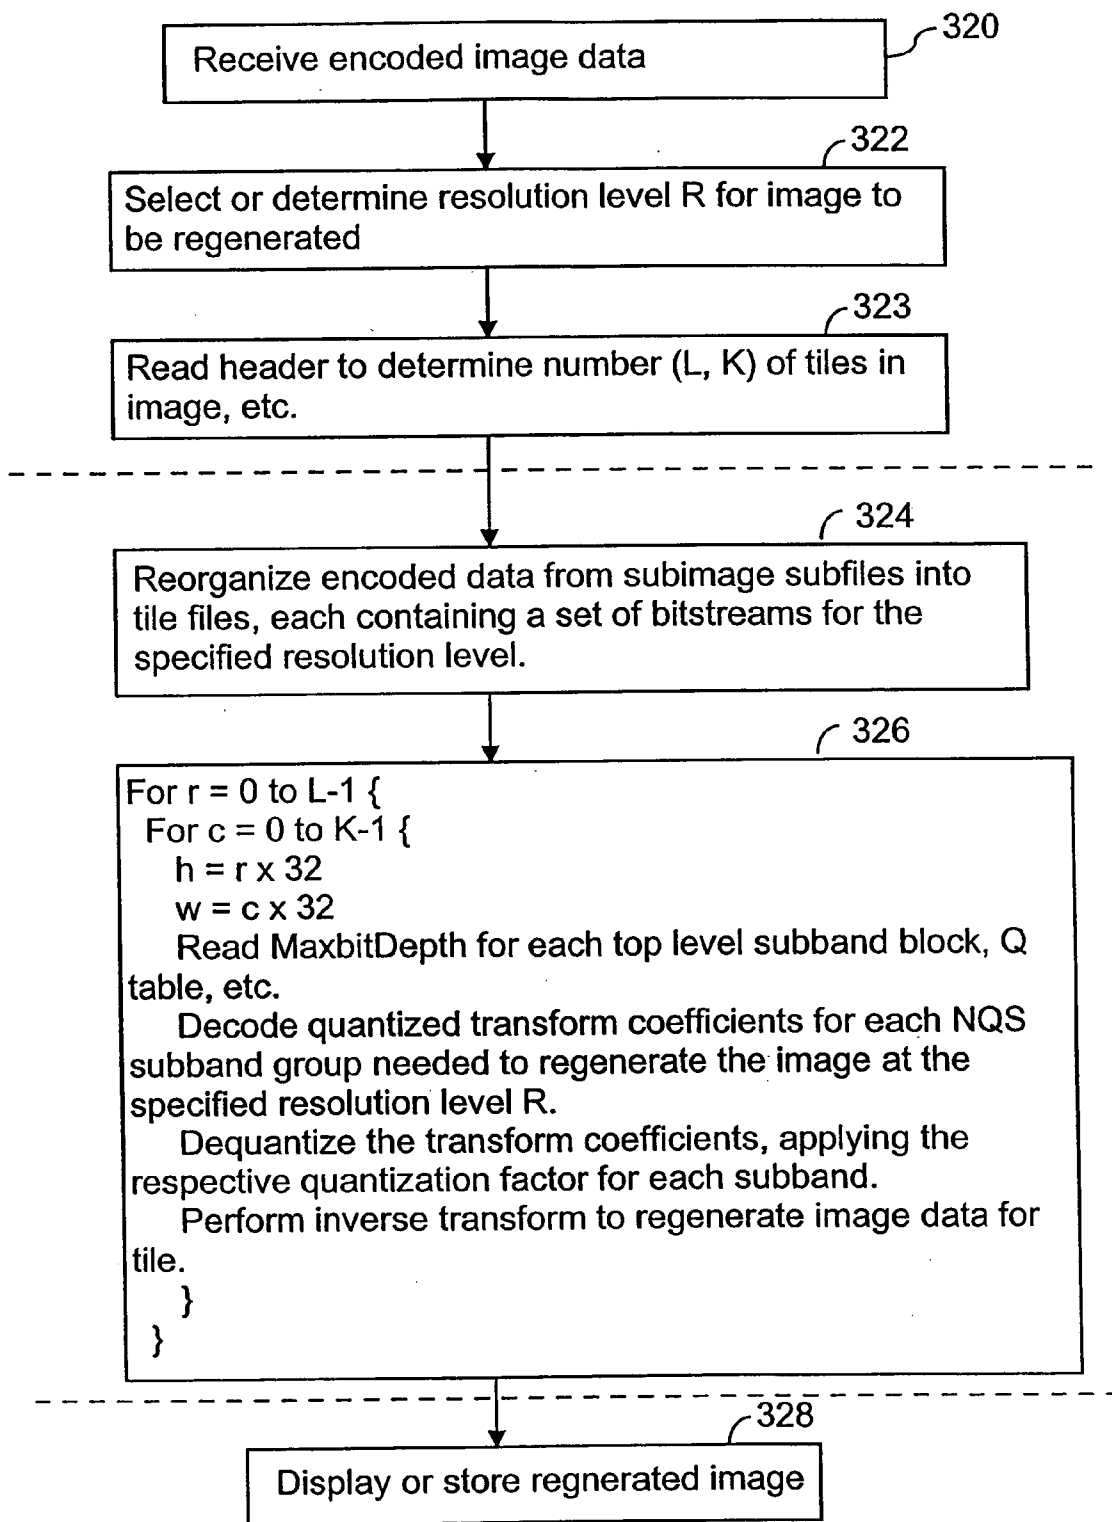 320
Receive encoded image data
322
Select or determine resolution level R for image to
be regenerated
323
Read header to determine number (L, K) of tiles in
image, etc.
324
Reorganize encoded data from subimage subfiles into
tile files, each containing a set of bitstreams for the
specified resolution level.
326
For r = 0 to L-1 {
For c = 0 to K-1 {
h = r x 32
w = c x 32
Read MaxbitDepth for each top level subband block, Q
table, etc.
Decode quantized transform coefficients for each NQS
subband group needed to regenerate the image at the
specified resolution level R.
Dequantize the transform coefficients, applying the
respective quantization factor for each subband.
Perform inverse transform to regenerate image data for
tile.
}
}
328
Display or store regnerated image